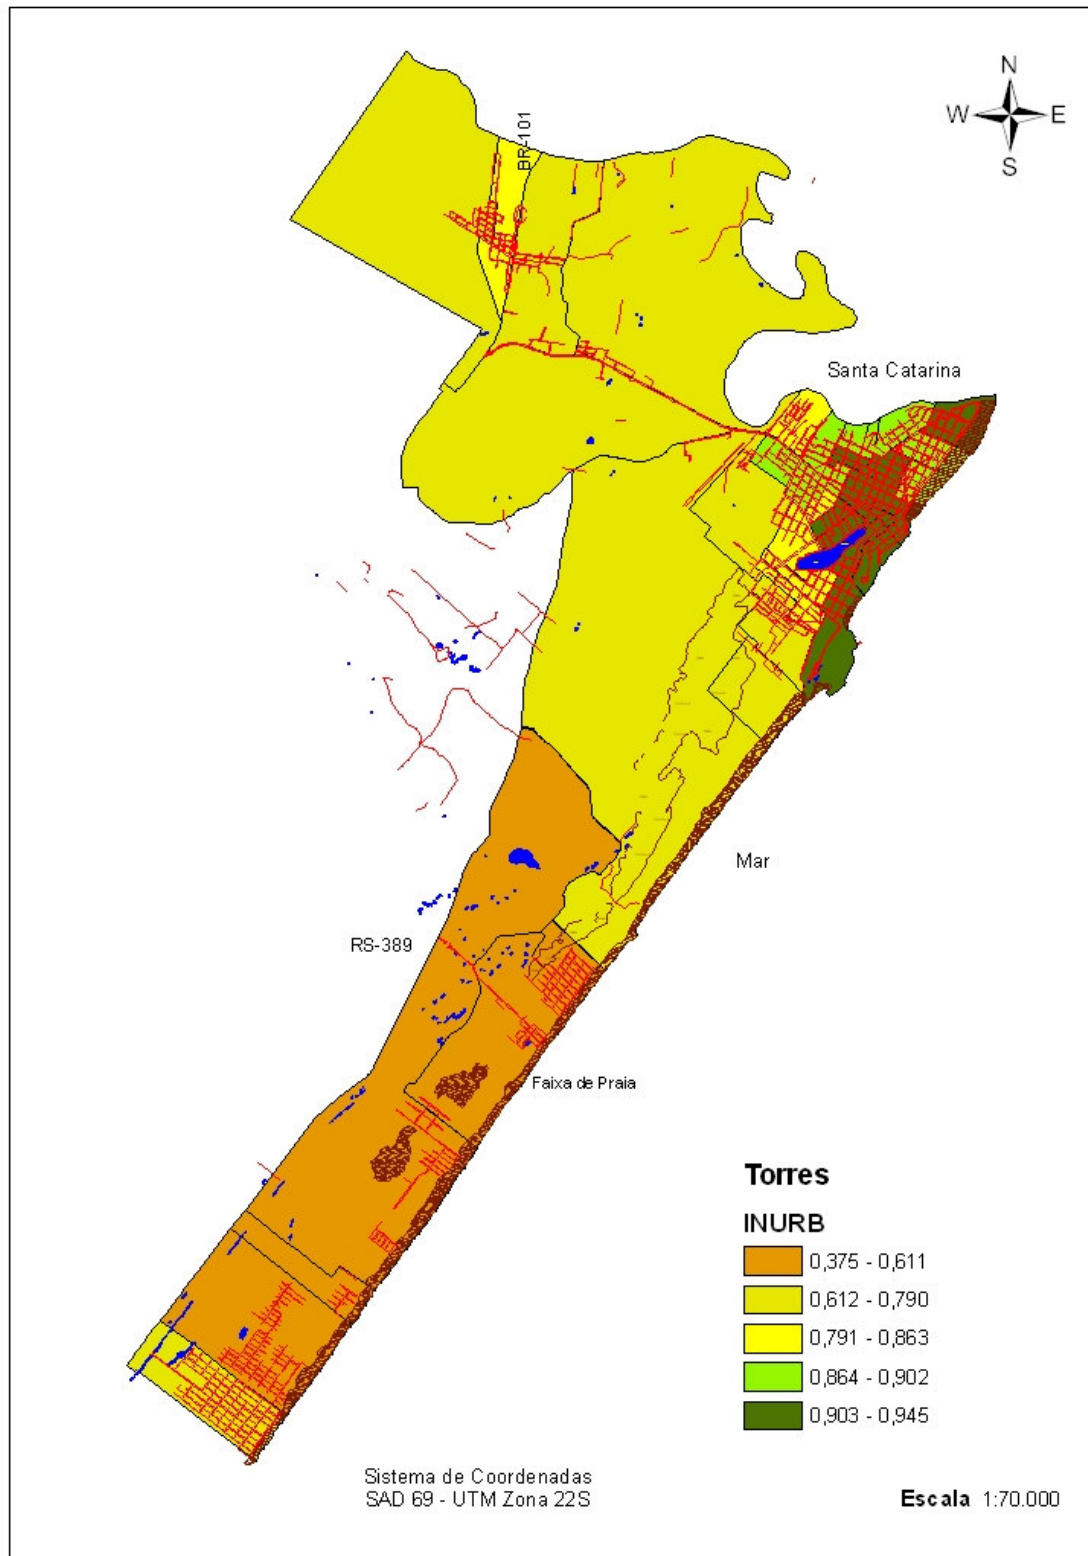 N
W E
S
BR-101
Santa Catarina
Mar
RS-389
Faixa de Praia
Torres
INURB
0,375 - 0,611
0,612 - 0,790
0,791 - 0,863
0,864 - 0,902
0,903 - 0,945
Sistema de Coordenadas
SAD 69 - UTM Zona 22S
Escala 1:70.000